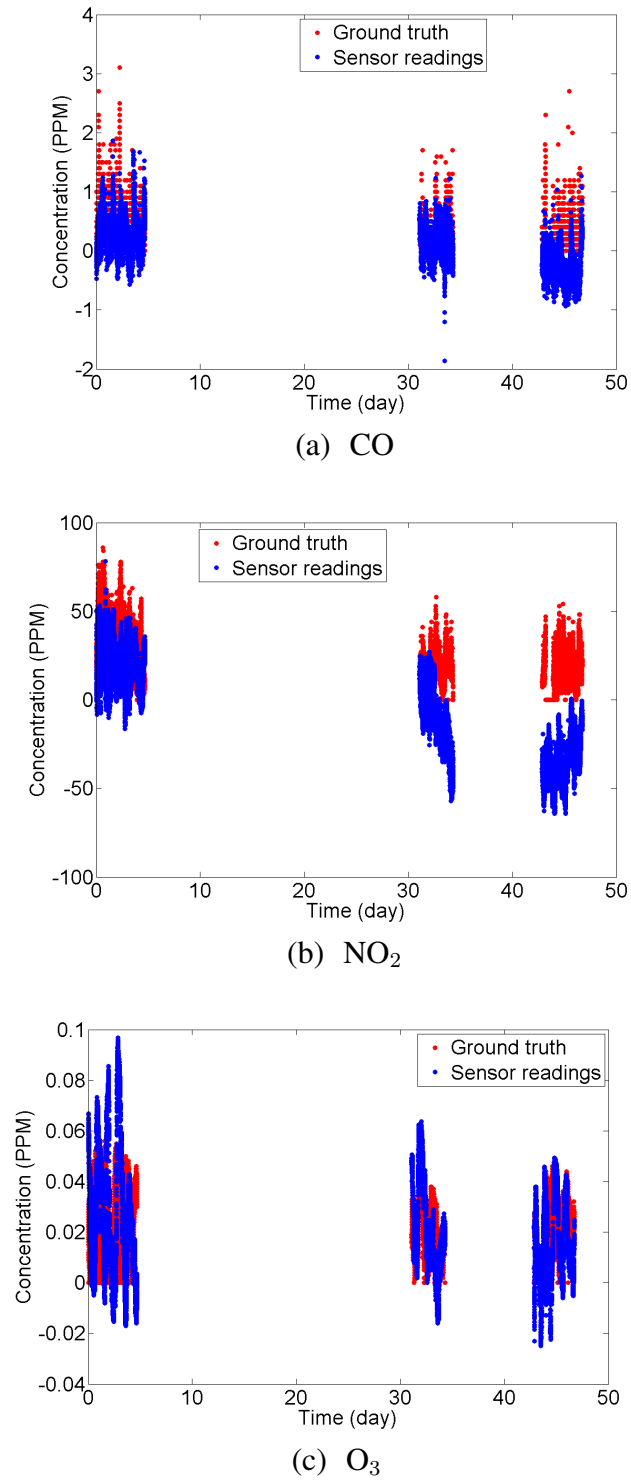 4
3
2
1
0
-1
-2
Concentration (PPM)
Ground truth
Sensor readings
0 10 20 30 40 50
Time (day)
(a) CO
100
50
0
-50
-100
Concentration (PPM)
Ground truth
Sensor readings
0 10 20 30 40 50
Time (day)
(b) NO₂
0.1
0.08
0.06
0.04
0.02
0
-0.02
-0.04
Concentration (PPM)
Ground truth
Sensor readings
0 10 20 30 40 50
Time (day)
(c) O₃